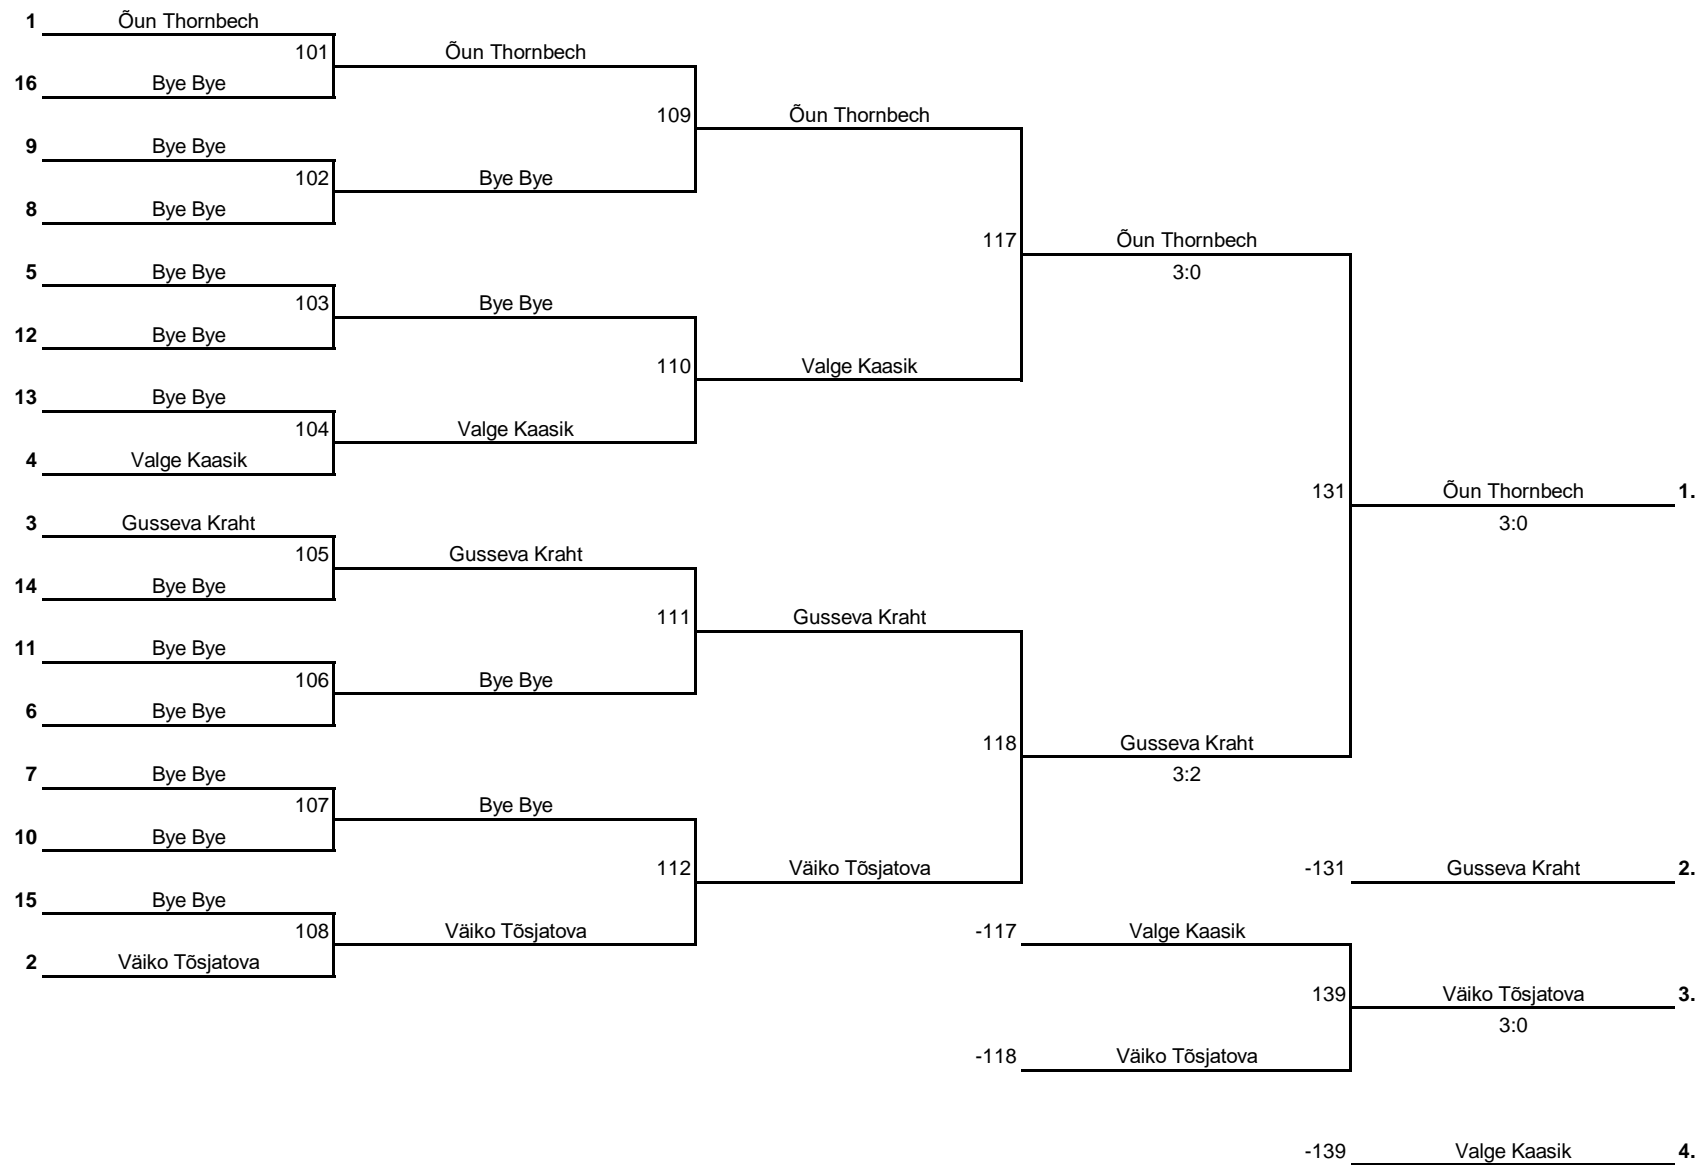 1 Õun Thornbech
101 Õun Thornbech
16 Bye Bye
109 Õun Thornbech
9 Bye Bye
102 Bye Bye
8 Bye Bye
117 Õun Thornbech
3:0
5 Bye Bye
103 Bye Bye
12 Bye Bye
110 Valge Kaasik
13 Bye Bye
104 Valge Kaasik
4 Valge Kaasik
131 Õun Thornbech 1.
3:0
3 Gusseva Kraht
105 Gusseva Kraht
14 Bye Bye
111 Gusseva Kraht
11 Bye Bye
106 Bye Bye
6 Bye Bye
118 Gusseva Kraht
3:2
7 Bye Bye
107 Bye Bye
10 Bye Bye
112 Väiko Tõsjatova
-131 Gusseva Kraht 2.
15 Bye Bye
108 Väiko Tõsjatova
-117 Valge Kaasik
2 Väiko Tõsjatova
139 Väiko Tõsjatova 3.
3:0
-118 Väiko Tõsjatova
-139 Valge Kaasik 4.